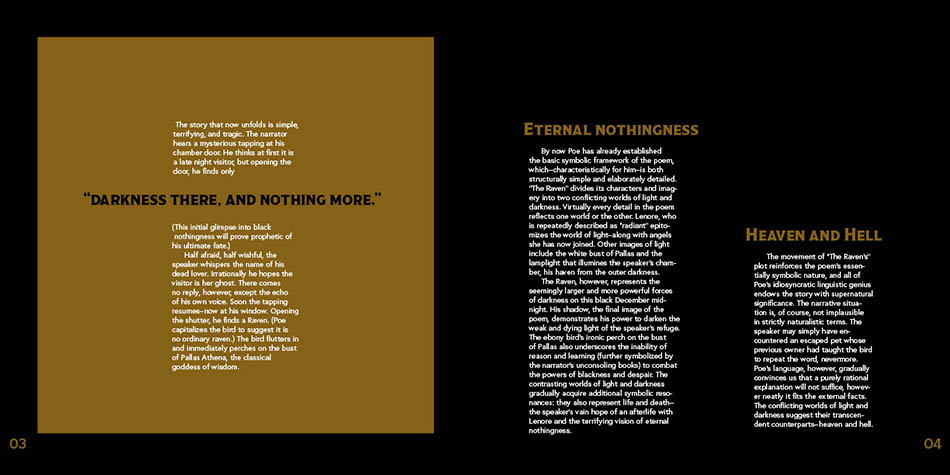 The story that now unfolds is simple,
terrifying, and tragic. The narrator
hears a mysterious tapping at his
chamber door. He thinks at first it is
a late night visitor, but opening the
door, he finds only
“DARKNESS THERE, AND NOTHING MORE.”
(This initial glimpse into black
nothingness will prove prophetic of
his ultimate fate.)
Half afraid, half wishful, the
speaker whispers the name of his
dead lover. Irrationally he hopes the
visitor is her ghost. There comes
no reply, however, except the echo
of his own voice. Soon the tapping
resumes—now at his window. Opening
the shutter, he finds a Raven. (Poe
capitalizes the bird to suggest it is
no ordinary raven.) The bird flutters in
and immediately perches on the bust
of Pallas Athena, the classical
goddess of wisdom.
03
ETERNAL NOTHINGNESS
By now Poe has already established
the basic symbolic framework of the poem,
which—characteristically for him—is both
structurally simple and elaborately detailed.
"The Raven" divides its characters and imag-
ery into two conflicting worlds of light and
darkness. Virtually every detail in the poem
reflects one world or the other. Lenore, who
is repeatedly described as "radiant" epito-
mizes the world of light—along with angels
she has now joined. Other images of light
include the white bust of Pallas and the
lamplight that illumines the speaker's cham-
ber, his haven from the outer darkness.
The Raven, however, represents the
seemingly larger and more powerful forces
of darkness on this black December mid-
night. His shadow, the final image of the
poem, demonstrates his power to darken the
weak and dying light of the speaker's refuge.
The ebony bird's ironic perch on the bust
of Pallas also underscores the inability of
reason and learning (further symbolized by
the narrator's unconsoling books) to combat
the powers of blackness and despair. The
contrasting worlds of light and darkness
gradually acquire additional symbolic reso-
nances: they also represent life and death—
the speaker's vain hope of an afterlife with
Lenore and the terrifying vision of eternal
nothingness.
HEAVEN AND HELL
The movement of "The Raven's"
plot reinforces the poem's essen-
tially symbolic nature, and all of
Poe's idiosyncratic linguistic genius
endows the story with supernatural
significance. The narrative situa-
tion is, of course, not implausible
in strictly naturalistic terms. The
speaker may simply have en-
countered an escaped pet whose
previous owner had taught the bird
to repeat the word, nevermore.
Poe's language, however, gradually
convinces us that a purely rational
explanation will not suffice, howev-
er neatly it fits the external facts.
The conflicting worlds of light and
darkness suggest their transcen-
dent counterparts—heaven and hell.
04